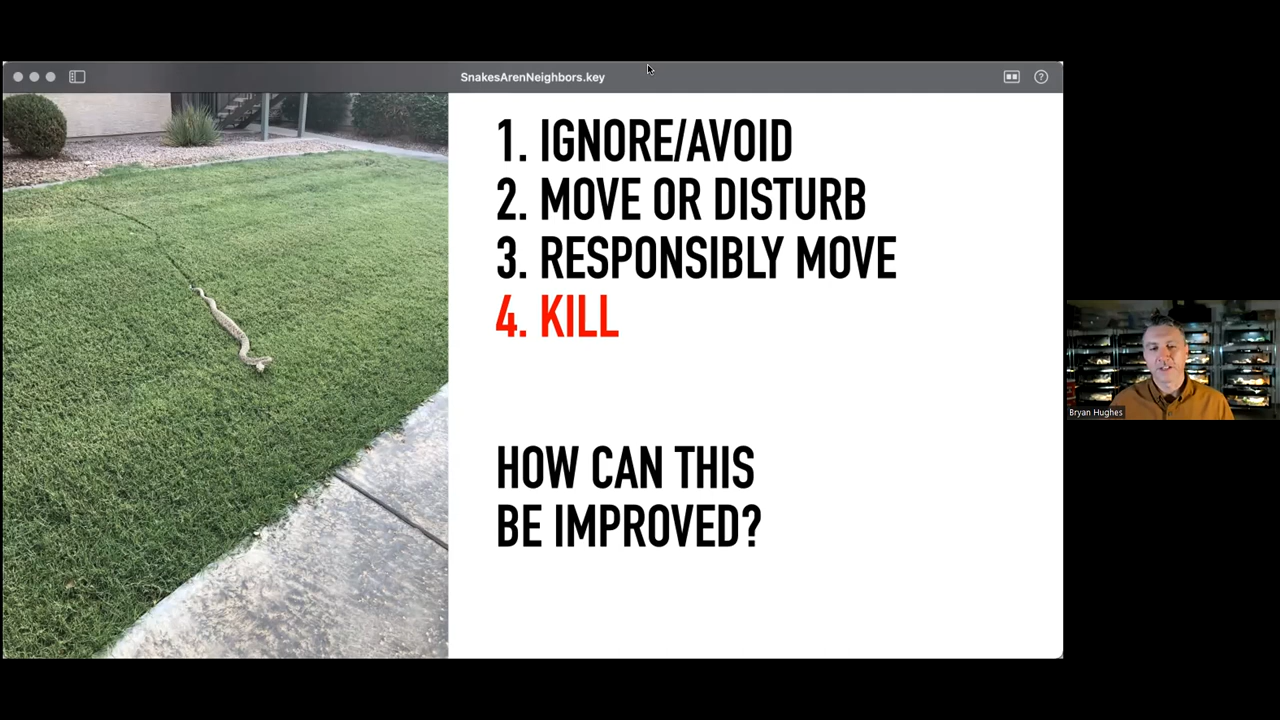 SnakesArenNeighbors.key
1. IGNORE/AVOID
2. MOVE OR DISTURB
3. RESPONSIBLY MOVE
4. KILL
HOW CAN THIS
BE IMPROVED?
Bryan Hughes